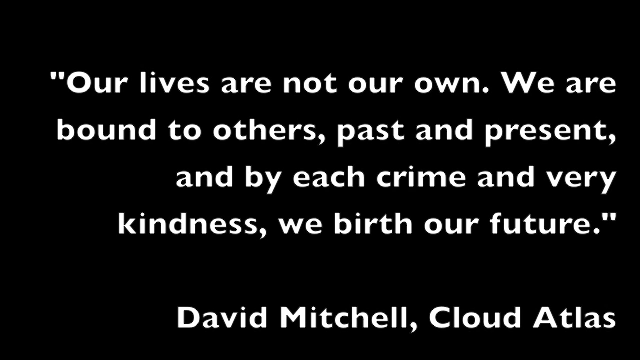 "Our lives are not our own. We are
bound to others, past and present,
and by each crime and very
kindness, we birth our future."
David Mitchell, Cloud Atlas